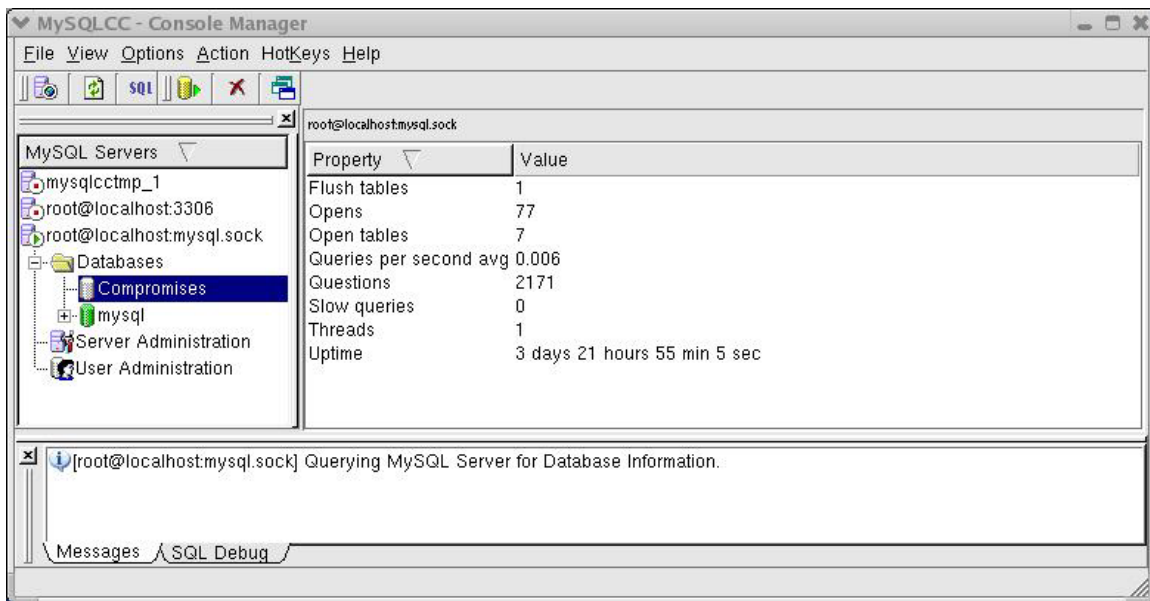 MySQLCC - Console Manager
File View Options Action HotKeys Help
SQL
root@localhost:mysql.sock
MySQL Servers
mysqlcctmp_1
root@localhost:3306
root@localhost:mysql.sock
Databases
Compromises
mysql
Server Administration
User Administration
Property Value
Flush tables 1
Opens 77
Open tables 7
Queries per second avg 0.006
Questions 2171
Slow queries 0
Threads 1
Uptime 3 days 21 hours 55 min 5 sec
[root@localhost:mysql.sock] Querying MySQL Server for Database Information.
Messages SQL Debug